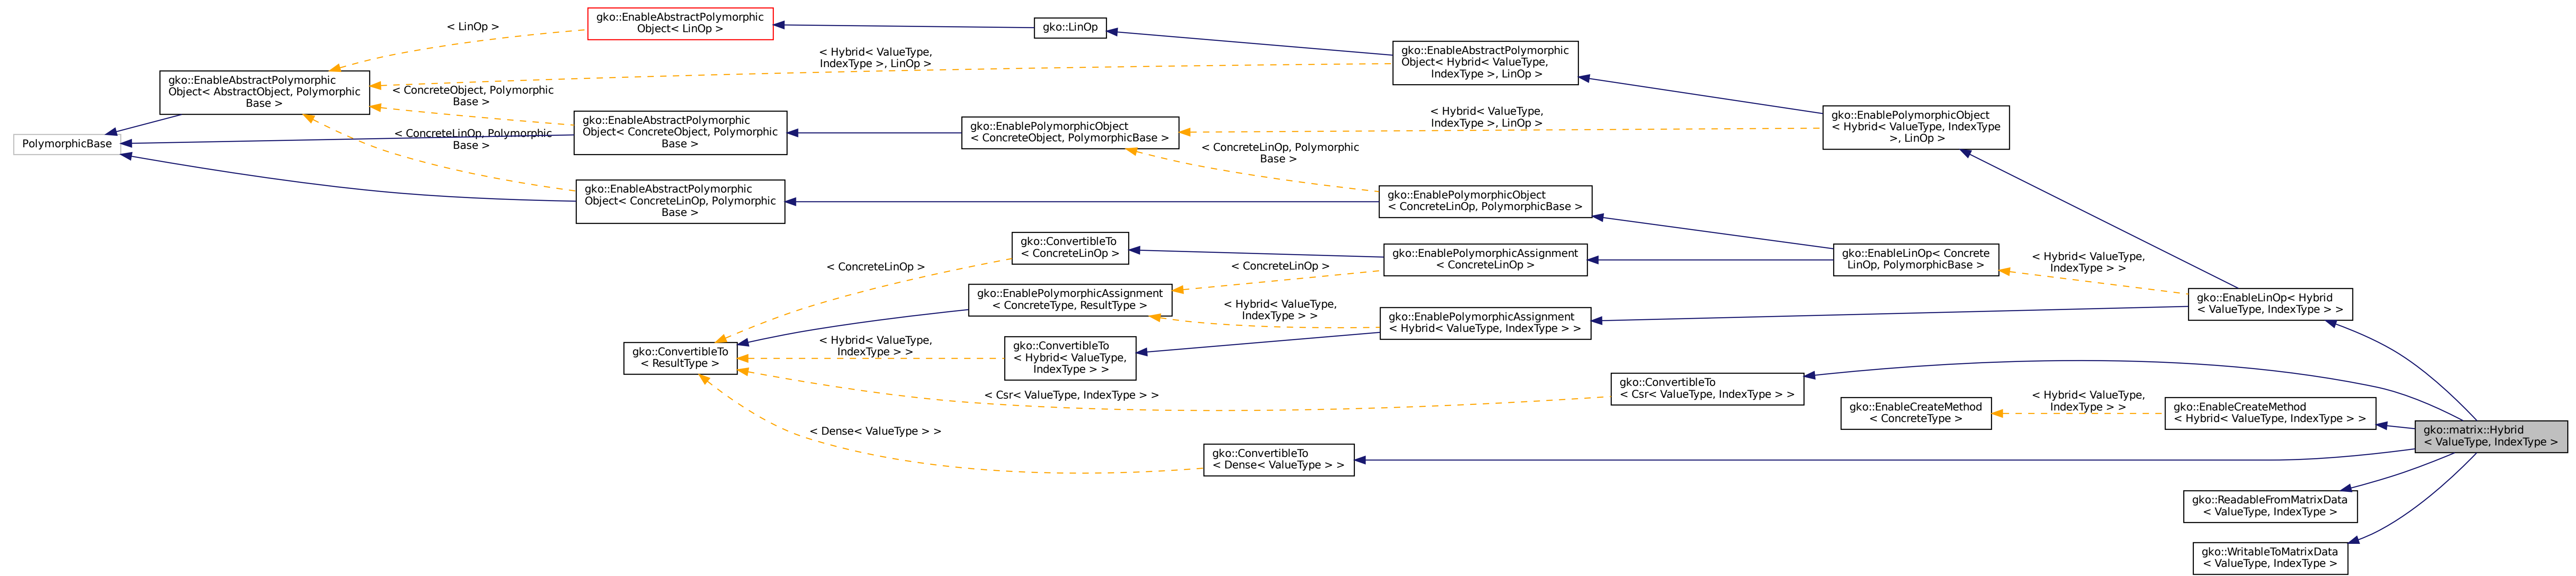 gko::EnableAbstractPolymorphic
Object< LinOp >
< LinOp >
gko::LinOp
< Hybrid< ValueType,
IndexType >, LinOp >
gko::EnableAbstractPolymorphic
Object< Hybrid< ValueType,
IndexType >, LinOp >
gko::EnableAbstractPolymorphic
Object< AbstractObject, Polymorphic
Base >
< ConcreteObject, Polymorphic
Base >
gko::EnableAbstractPolymorphic
Object< ConcreteObject, Polymorphic
Base >
gko::EnablePolymorphicObject
< ConcreteObject, PolymorphicBase >
< Hybrid< ValueType,
IndexType >, LinOp >
gko::EnablePolymorphicObject
< Hybrid< ValueType, IndexType
>, LinOp >
PolymorphicBase
< ConcreteLinOp, Polymorphic
Base >
< ConcreteLinOp, Polymorphic
Base >
gko::EnableAbstractPolymorphic
Object< ConcreteLinOp, Polymorphic
Base >
gko::EnablePolymorphicObject
< ConcreteLinOp, PolymorphicBase >
gko::ConvertibleTo
< ConcreteLinOp >
gko::EnablePolymorphicAssignment
< ConcreteLinOp >
gko::EnableLinOp< Concrete
LinOp, PolymorphicBase >
< Hybrid< ValueType,
IndexType > >
< ConcreteLinOp >
< ConcreteLinOp >
gko::EnablePolymorphicAssignment
< ConcreteType, ResultType >
< Hybrid< ValueType,
IndexType > >
gko::EnablePolymorphicAssignment
< Hybrid< ValueType, IndexType > >
gko::EnableLinOp< Hybrid
< ValueType, IndexType > >
gko::ConvertibleTo
< ResultType >
< Hybrid< ValueType,
IndexType > >
gko::ConvertibleTo
< Hybrid< ValueType,
IndexType > >
< Csr< ValueType, IndexType > >
gko::ConvertibleTo
< Csr< ValueType, IndexType > >
gko::EnableCreateMethod
< ConcreteType >
< Hybrid< ValueType,
IndexType > >
gko::EnableCreateMethod
< Hybrid< ValueType, IndexType > >
gko::matrix::Hybrid
< ValueType, IndexType >
< Dense< ValueType > >
gko::ConvertibleTo
< Dense< ValueType > >
gko::ReadableFromMatrixData
< ValueType, IndexType >
gko::WritableToMatrixData
< ValueType, IndexType >